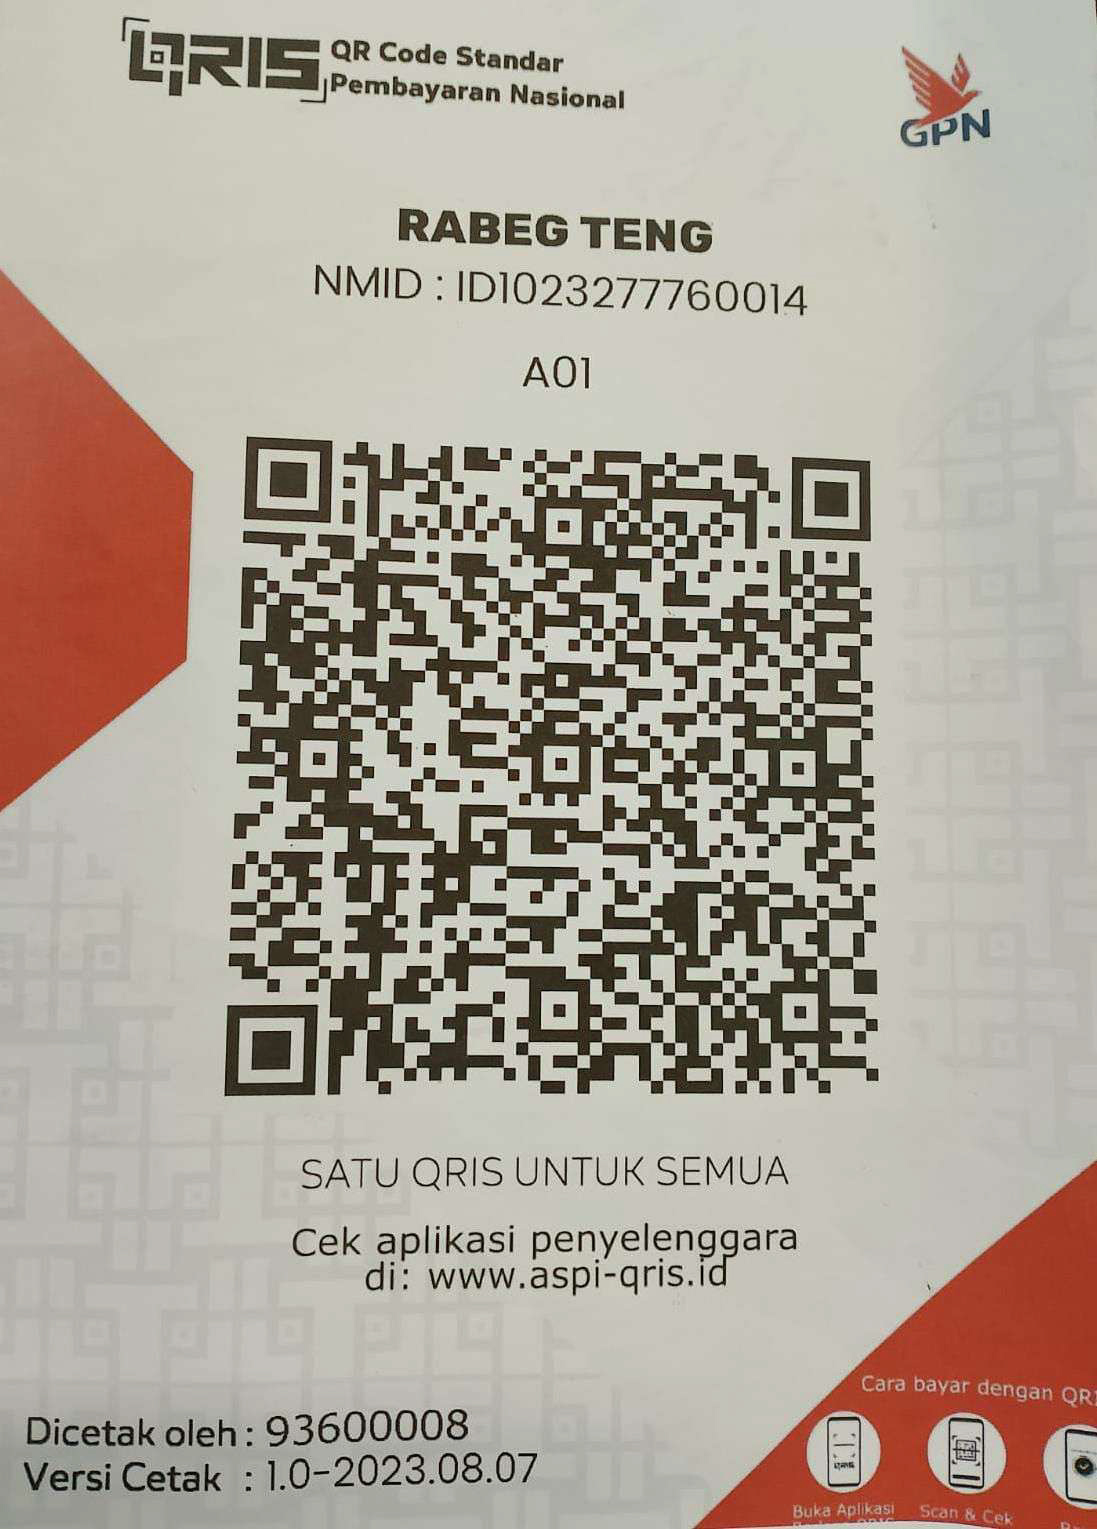 QRIS QR Code Standar
Pembayaran Nasional
GPN
RABEG TENG
NMID : ID1023277760014
A01
SATU QRIS UNTUK SEMUA
Cek aplikasi penyelenggara
di: www.aspi-qris.id
Dicetak oleh : 93600008
Versi Cetak : 1.0-2023.08.07
Cara bayar dengan QRI
Buka Aplikasi
Scan & Cek